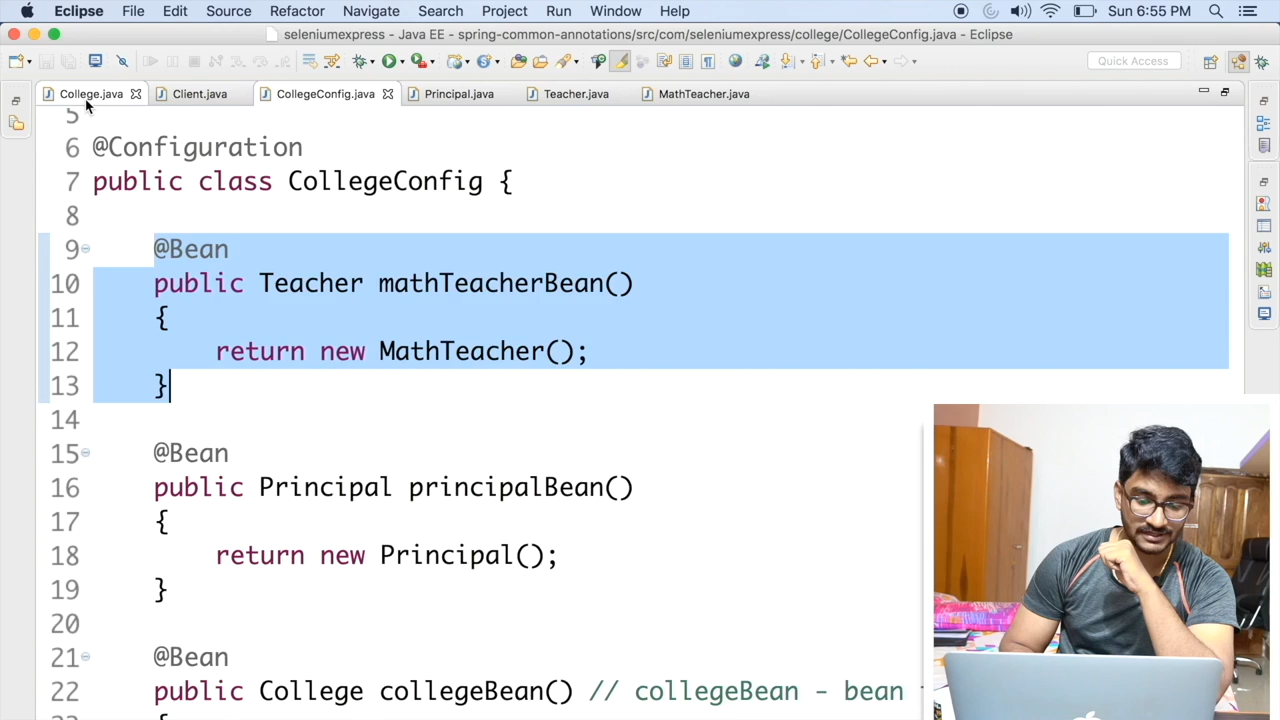 Eclipse File Edit Source Refactor Navigate Search Project Run Window Help Sun 6:55 PM
seleniumexpress - Java EE - spring-common-annotations/src/com/seleniumexpress/college/CollegeConfig.java - Eclipse
Quick Access
College.java Client.java CollegeConfig.java Principal.java Teacher.java MathTeacher.java
5
6 @Configuration
7 public class CollegeConfig {
8
9 @Bean
10 public Teacher mathTeacherBean()
11 {
12 return new MathTeacher();
13 }
14
15 @Bean
16 public Principal principalBean()
17 {
18 return new Principal();
19 }
20
21 @Bean
22 public College collegeBean() // collegeBean - bean